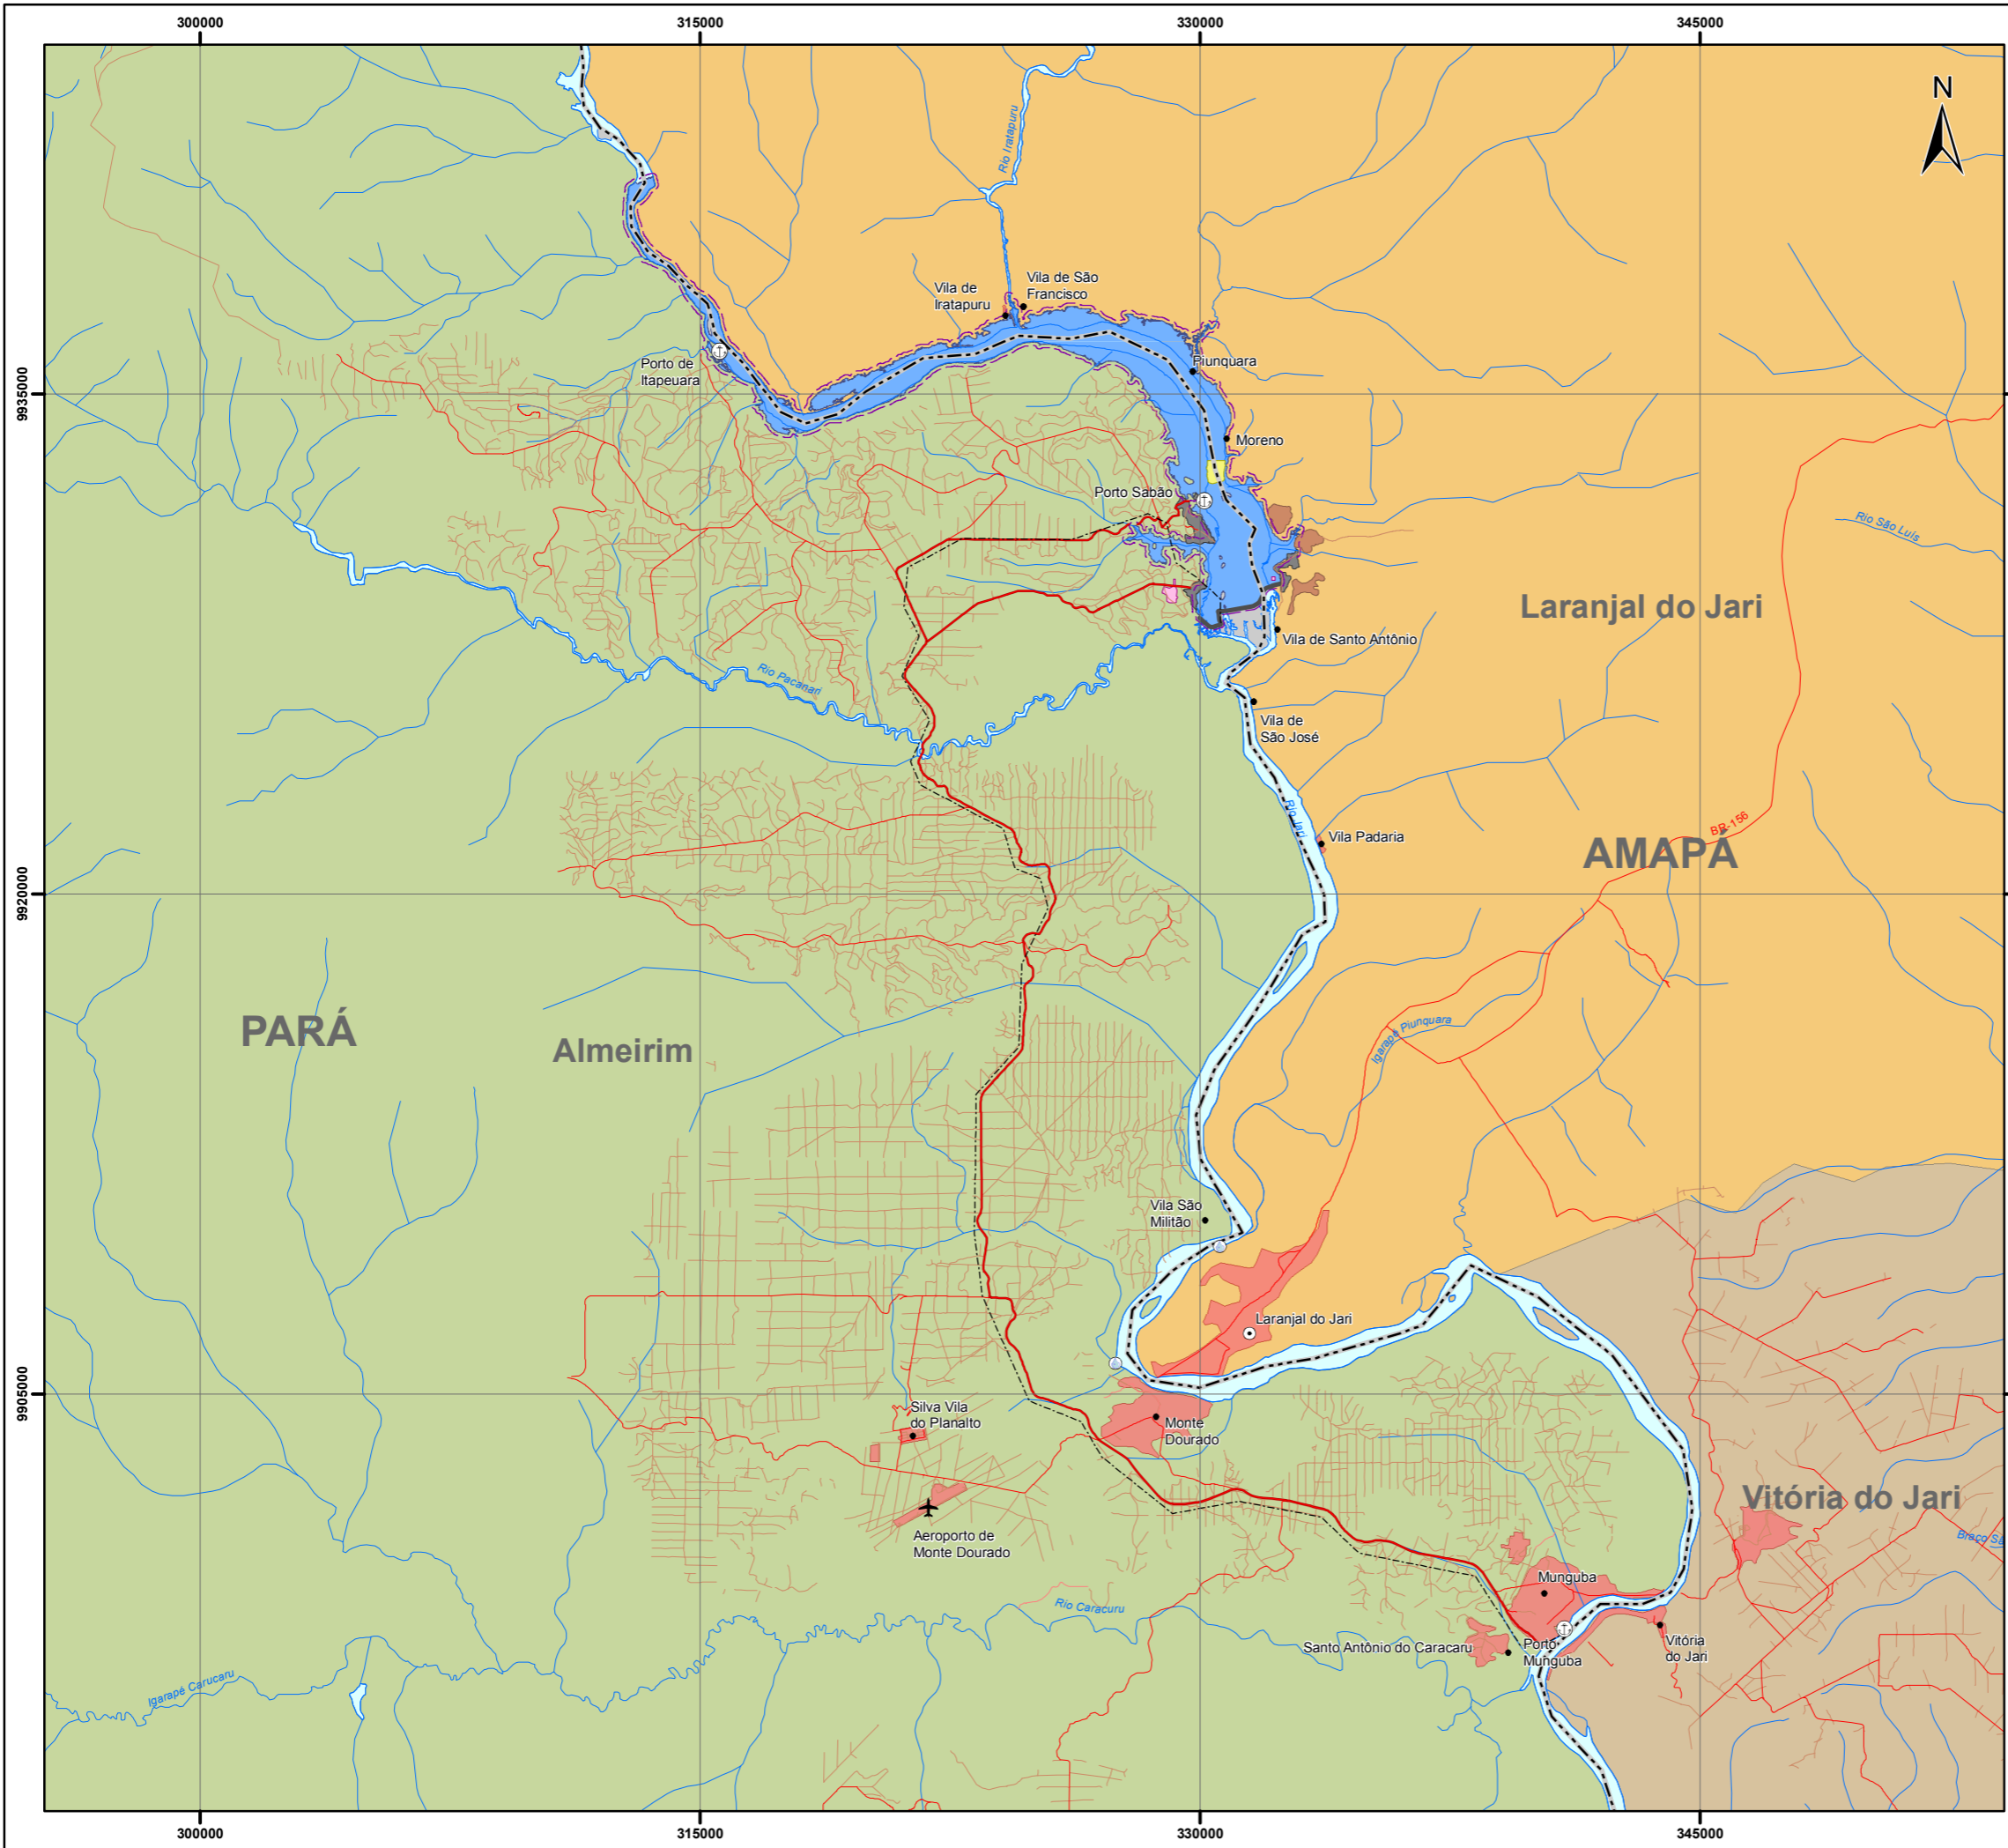 300000
315000
330000
345000
N
Rio Iratapuru
Vila de São
Francisco
Vila de
Iratapuru
Porto de
Itapeuara
Piunquara
9935000
Moreno
Porto Sabão
Rio São Luís
Laranjal do Jari
Vila de Santo Antônio
Rio Pacanari
Vila de
São José
Rio Jari
BR-156
Vila Padaria
AMAPÁ
9920000
PARÁ
Almeirim
Igarapé Piunquara
Vila São
Militão
Laranjal do Jari
9905000
Silva Vila
do Planalto
Monte
Dourado
Vitória do Jari
Aeroporto de
Monte Dourado
Braço Sã
Munguba
Rio Caracuru
Santo Antônio do Caracaru
Porto
Munguba
Vitória
do Jari
Igarapé Carucaru
300000
315000
330000
345000